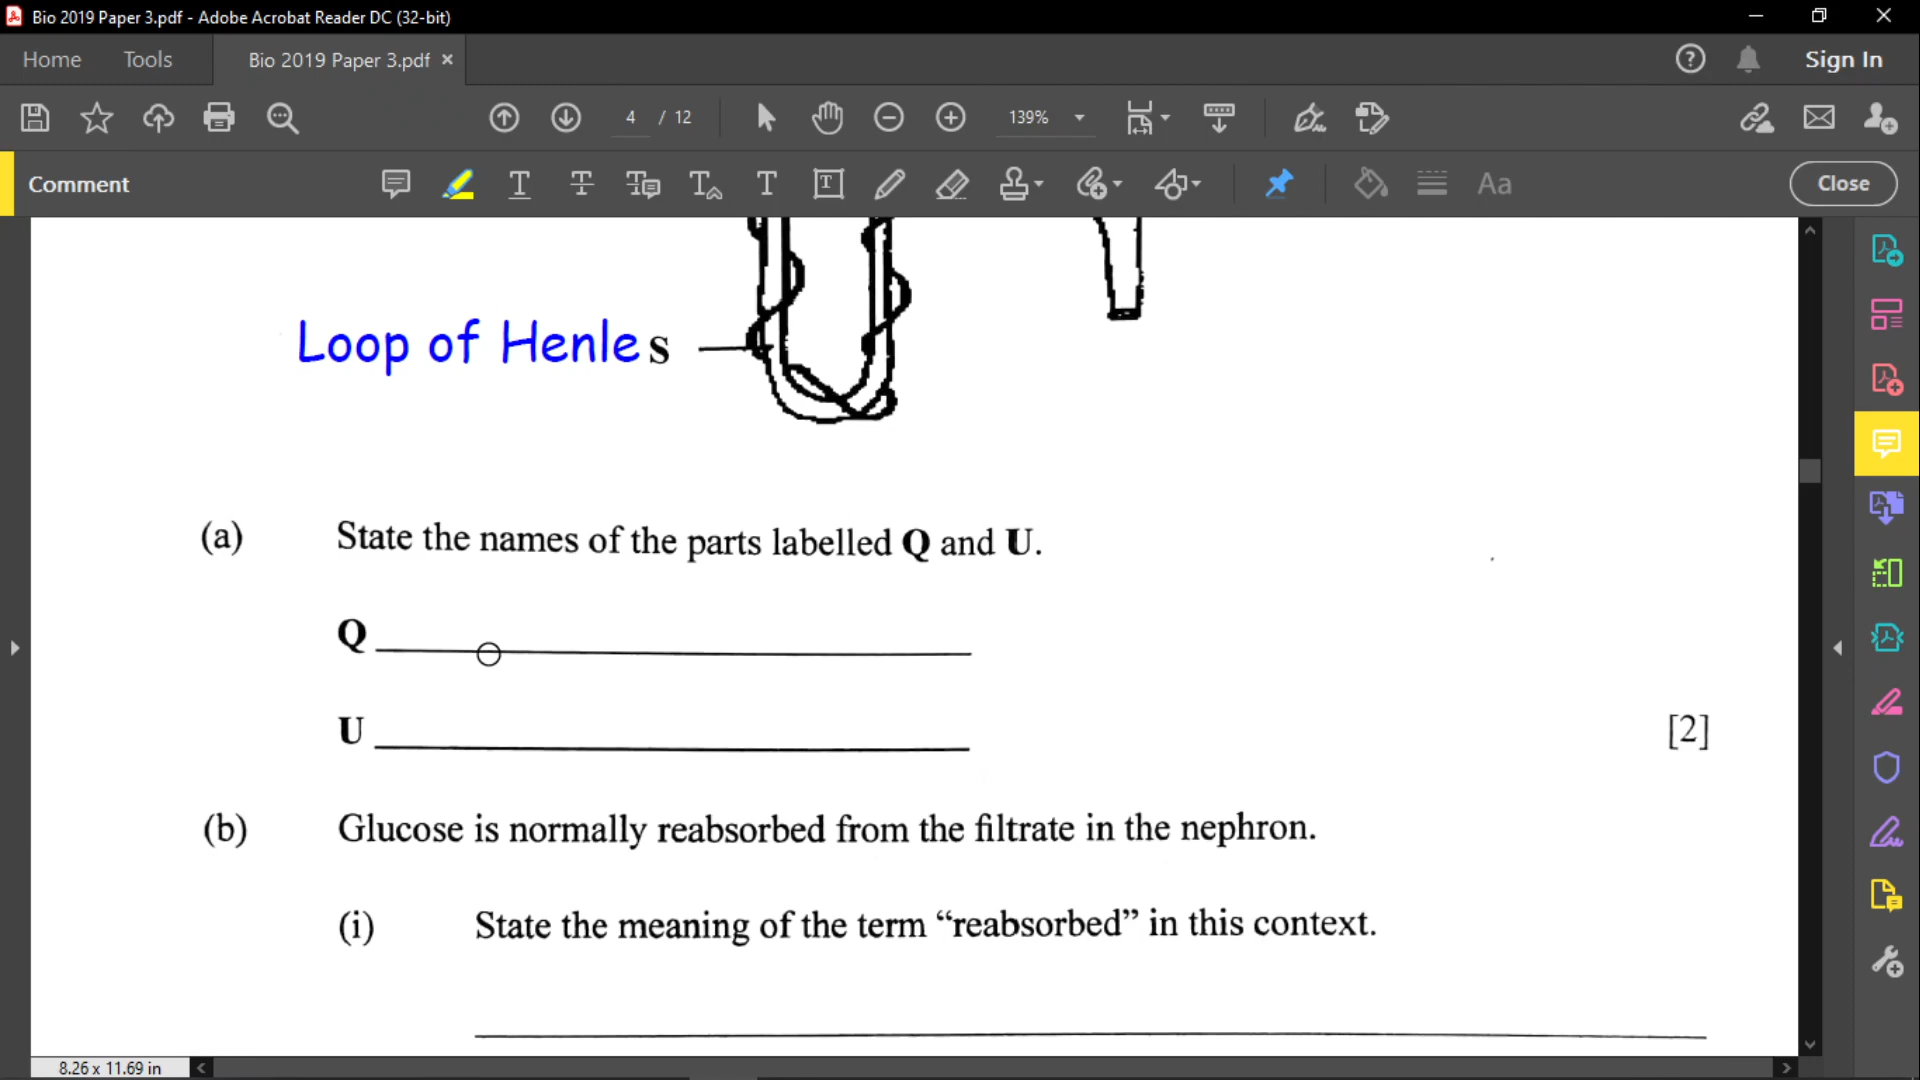 Bio 2019 Paper 3.pdf - Adobe Acrobat Reader DC (32-bit)
Home Tools Bio 2019 Paper 3.pdf × Sign In
4 / 12 139%
Comment Close
Loop of Henle S
(a) State the names of the parts labelled Q and U.
Q
U [2]
(b) Glucose is normally reabsorbed from the filtrate in the nephron.
(i) State the meaning of the term “reabsorbed” in this context.
8.26 x 11.69 in